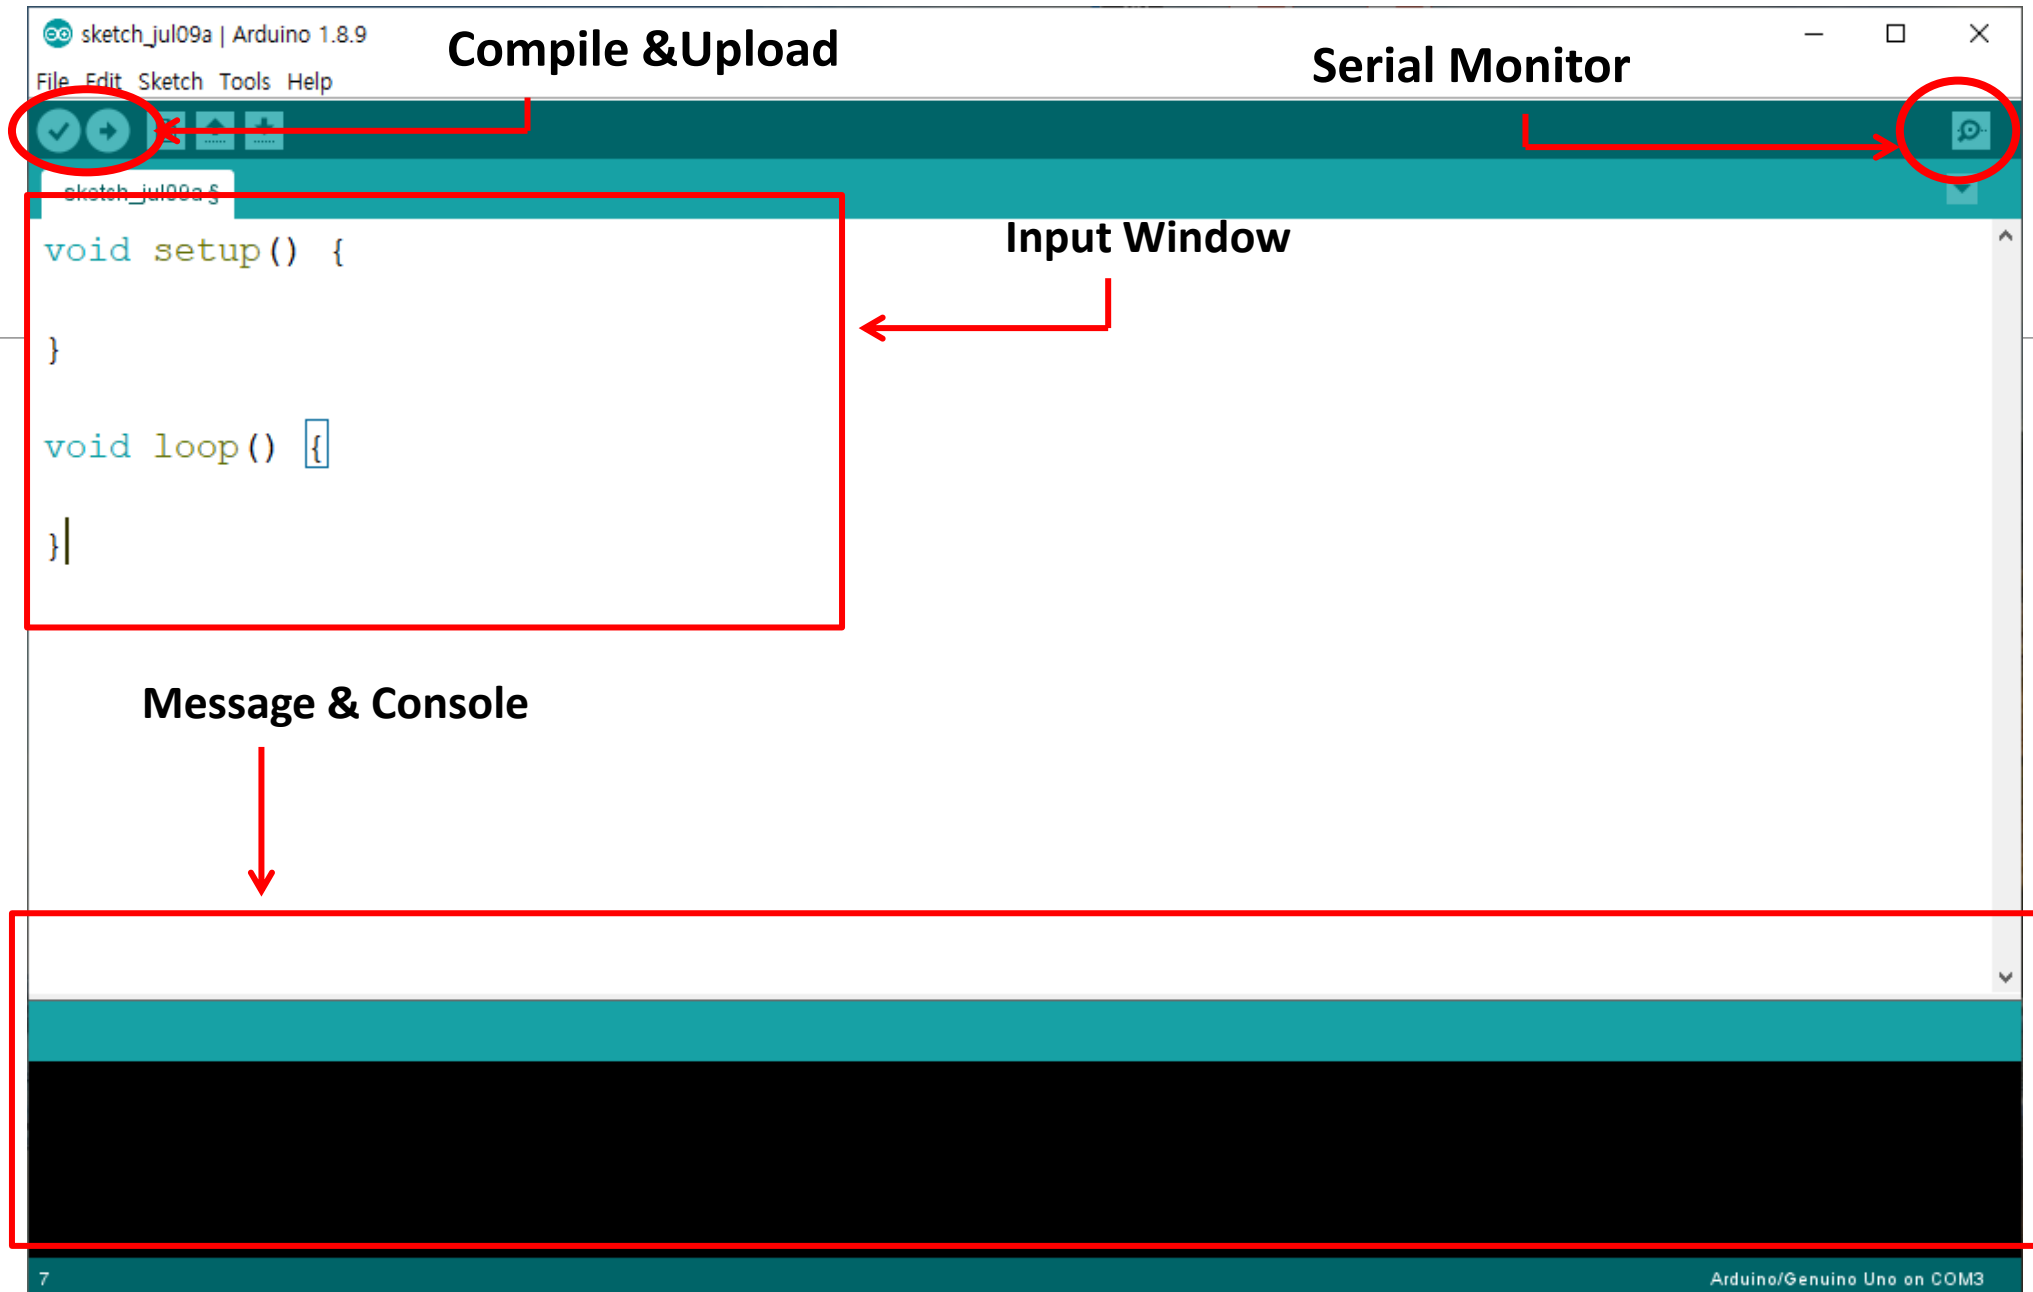 sketch_jul09a | Arduino 1.8.9
Compile &Upload
Serial Monitor
File Edit Sketch Tools Help
sketch_jul09a §
void setup() {
Input Window
}
void loop() {
}
Message & Console
7
Arduino/Genuino Uno on COM3